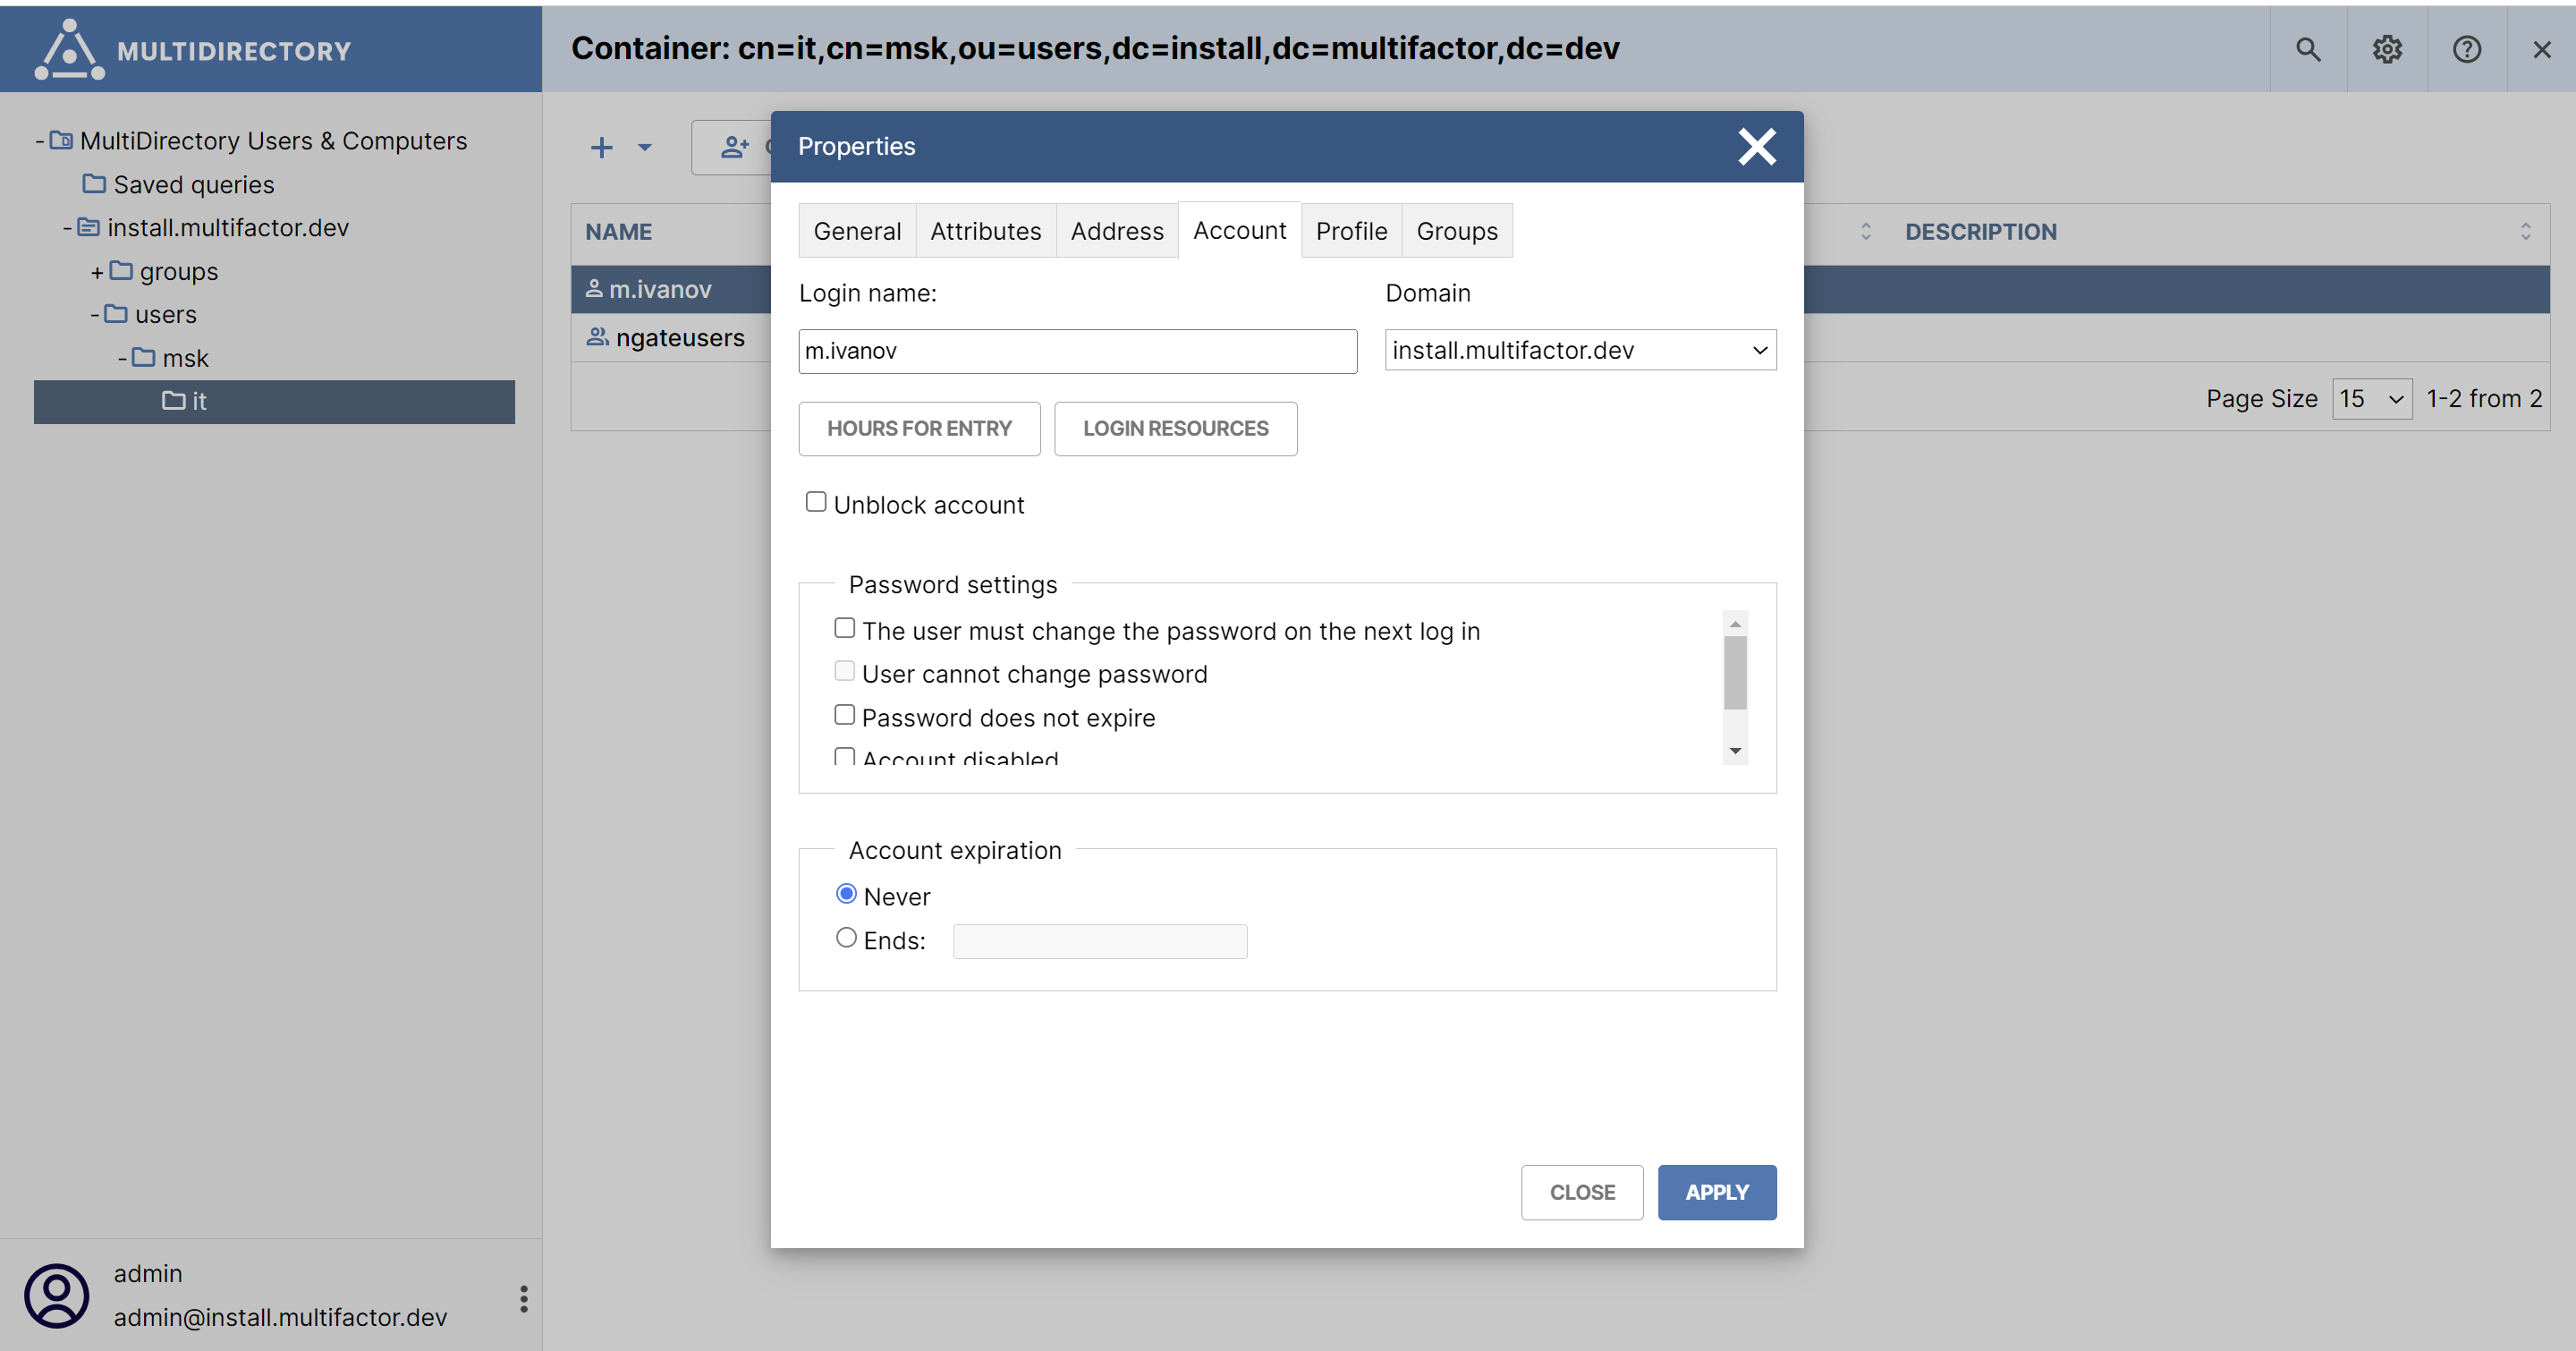 MULTIDIRECTORY
Container: cn=it,cn=msk,ou=users,dc=install,dc=multifactor,dc=dev
- MultiDirectory Users & Computers
Saved queries
- install.multifactor.dev
+ groups
- users
- msk
it
admin
admin@install.multifactor.dev
NAME
DESCRIPTION
m.ivanov
ngateusers
Page Size 15 1-2 from 2
Properties
General Attributes Address Account Profile Groups
Login name: Domain
m.ivanov install.multifactor.dev
HOURS FOR ENTRY LOGIN RESOURCES
Unblock account
Password settings
The user must change the password on the next log in
User cannot change password
Password does not expire
Account disabled
Account expiration
Never
Ends:
CLOSE APPLY